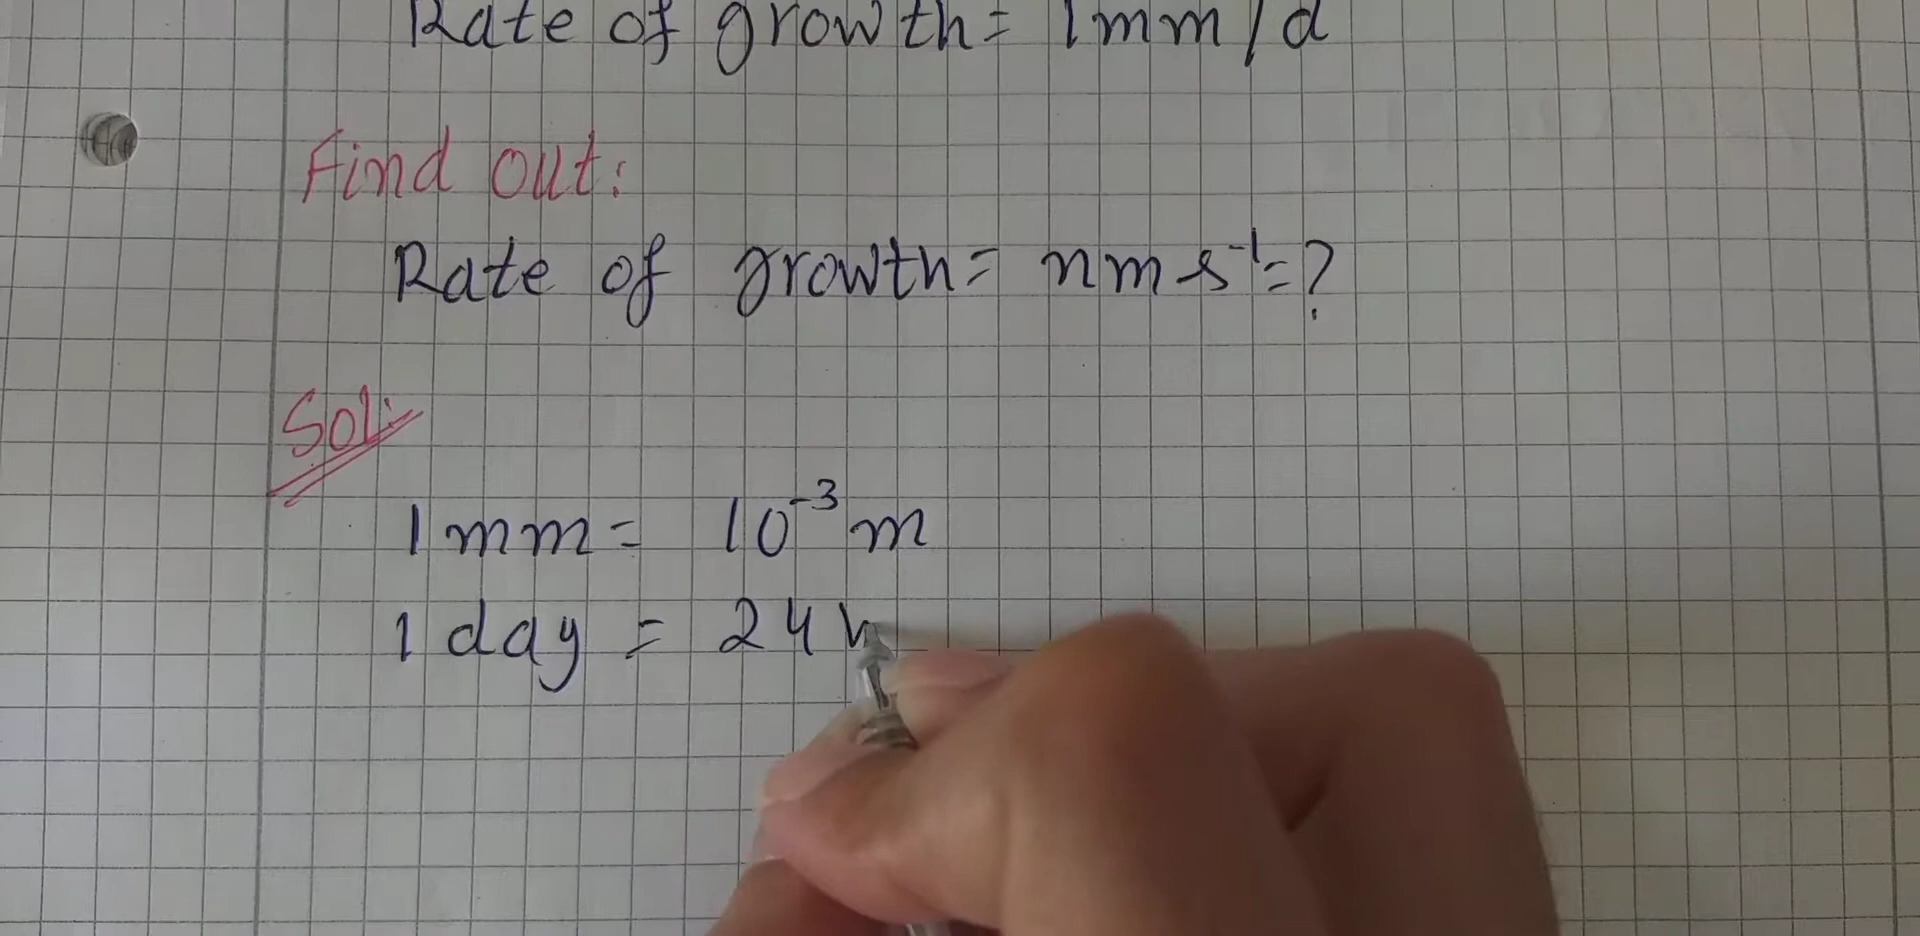 Rate of growth = 1mm/d
Find out:
Rate of growth = nm s⁻¹ = ?
Sol:
1 mm = 10⁻³ m
1 day = 24 h